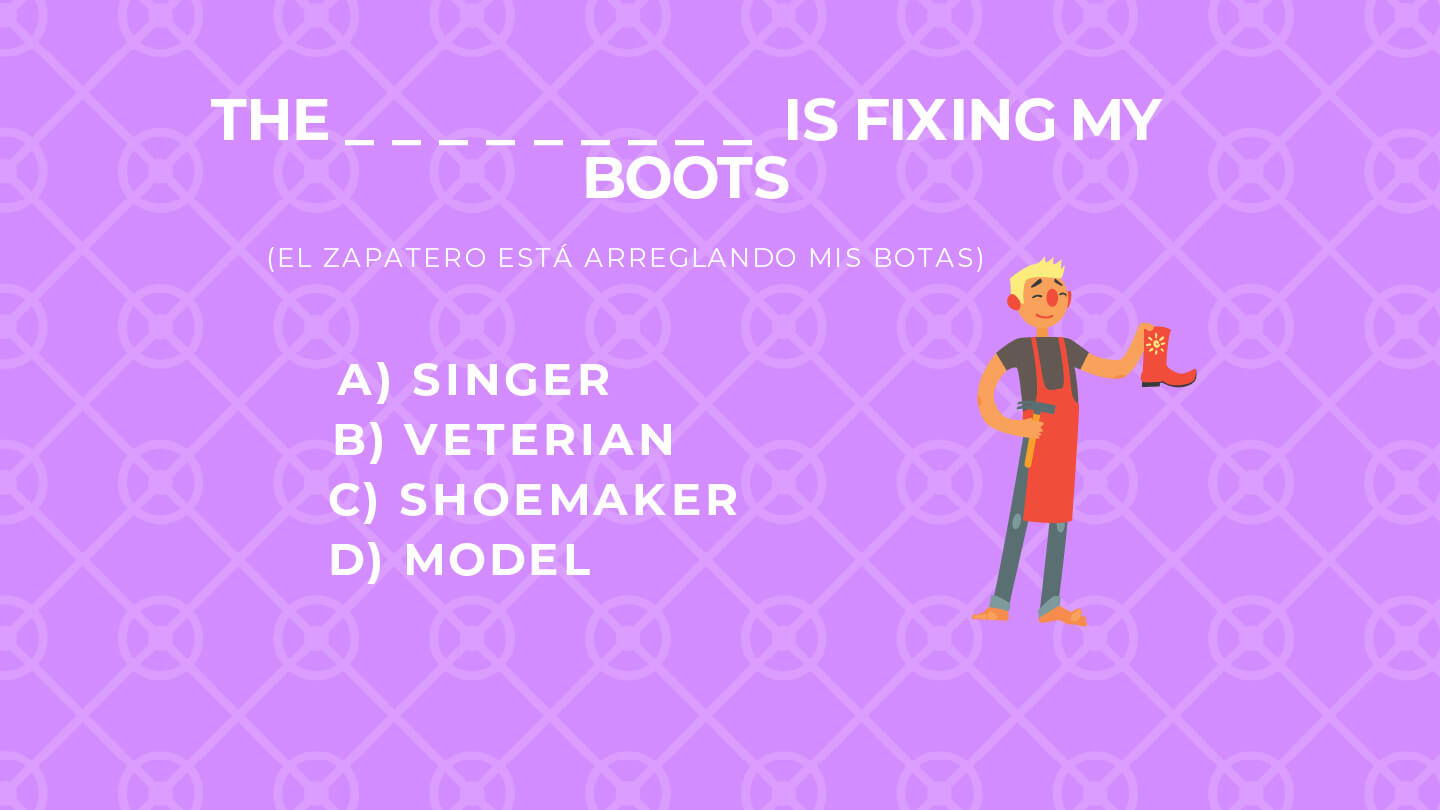 THE _ _ _ _ _ _ _ _ _ IS FIXING MY
BOOTS
(EL ZAPATERO ESTÁ ARREGLANDO MIS BOTAS)
A) SINGER
B) VETERIAN
C) SHOEMAKER
D) MODEL